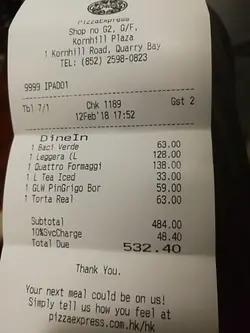 PizzaExpress
Shop no G2, G/F,
Kornhill Plaza
1 Kornhill Road, Quarry Bay
TEL: (852) 2598-0823
9999 IPAD01
Tbl 7/1 Chk 1189 Gst 2
12Feb'18 17:52
DineIn
1 Baci Verde 63.00
1 Leggera (L 128.00
1 Quattro Formaggi 138.00
1 L Tea Iced 33.00
1 GLW PinGrigo Bor 59.00
1 Torta Real 63.00
Subtotal 484.00
10%SvcCharge 48.40
Total Due 532.40
Thank You.
Your next meal could be on us!
Simply tell us how you feel at
pizzaexpress.com.hk/hk